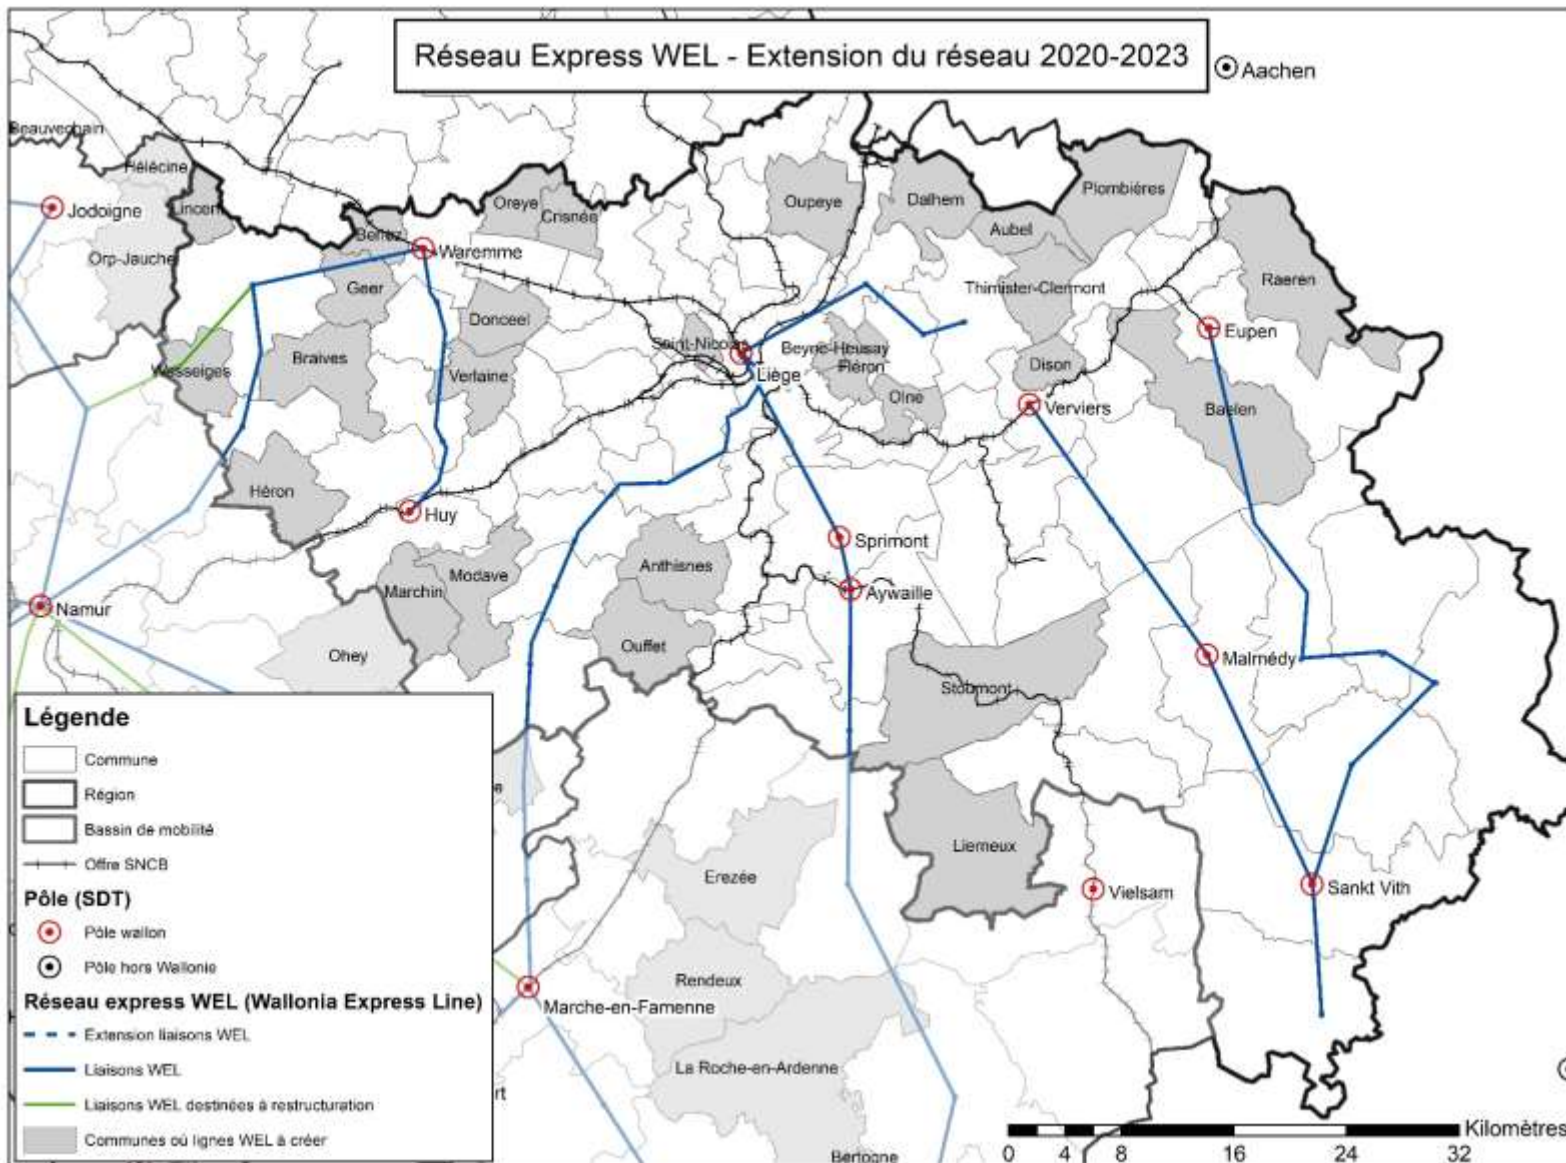 Réseau Express WEL - Extension du réseau 2020-2023
Aachen
Beauvechain
Hélécine
Jodoigne
Lincent
Orp-Jauche
Berloz
Waremme
Oreye
Crisnée
Oupeye
Dalhem
Plombières
Aubel
Geer
Thimister-Clermont
Raeren
Donceel
Saint-Nicolas
Eupen
Wasseiges
Braives
Verlaine
Beyne-Heusay
Fléron
Liège
Dison
Olne
Verviers
Baelen
Héron
Huy
Sprimont
Anthisnes
Modave
Marchin
Aywaille
Namur
Ouffet
Ohey
Malmédy
Stoumont
Lierneux
Erezée
Vielsam
Sankt Vith
Rendeux
Marche-en-Famenne
La Roche-en-Ardenne
rt
Bertogne
Légende
Commune
Région
Bassin de mobilité
Offre SNCB
Pôle (SDT)
Pôle wallon
Pôle hors Wallonie
Réseau express WEL (Wallonia Express Line)
Extension liaisons WEL
Liaisons WEL
Liaisons WEL destinées à restructuration
Communes où lignes WEL à créer
Kilomètres
0 4 8 16 24 32